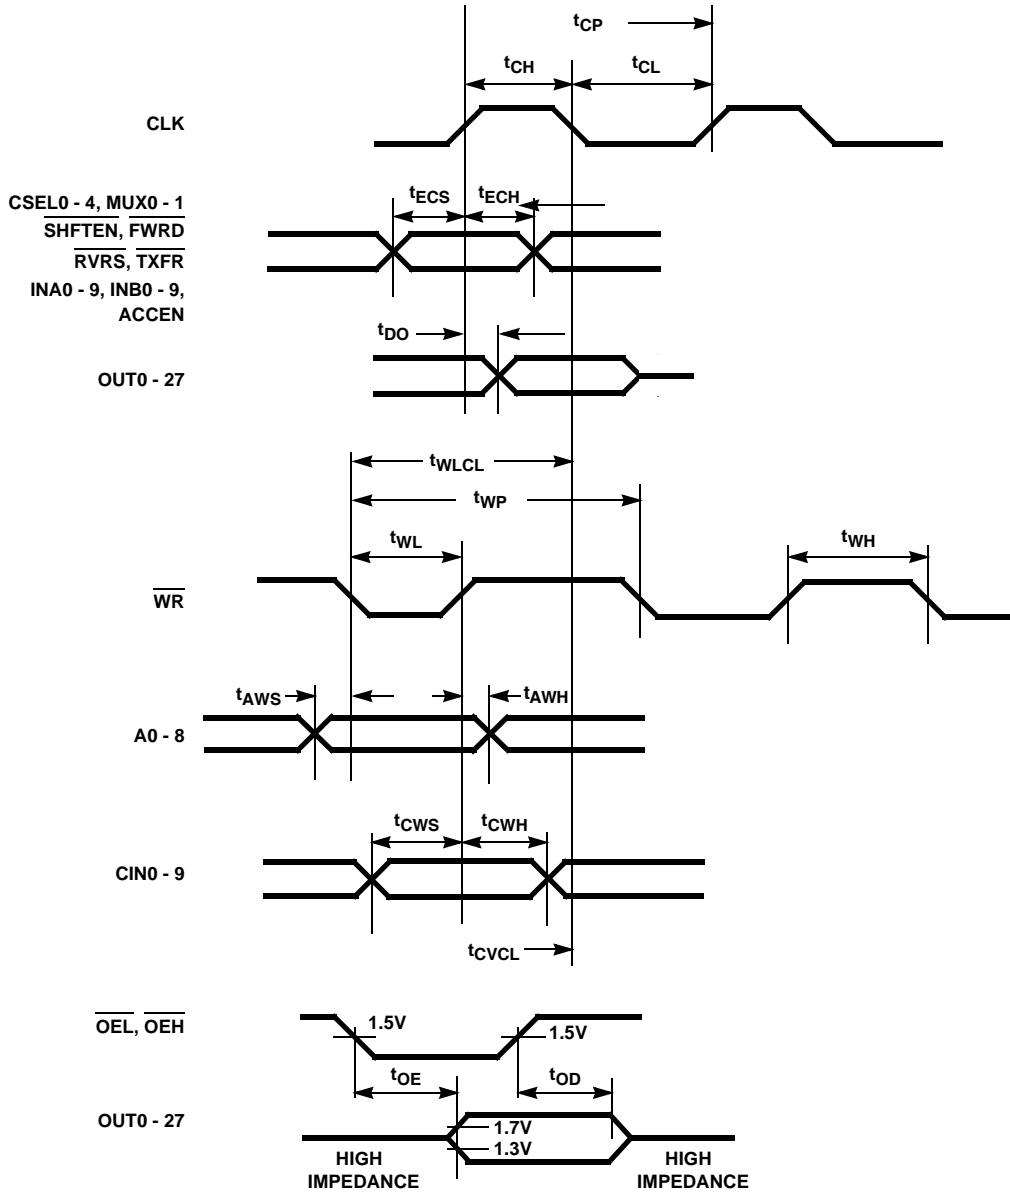 tCP
tCH
tCL
CLK
tECS
tECH
CSEL0 - 4, MUX0 - 1
SHFTEN, FWRD
RVRS, TXFR
INA0 - 9, INB0 - 9,
ACCEN
tDO
OUT0 - 27
tWLCL
tWP
tWL
tWH
WR
tAWS
tAWH
A0 - 8
tCWS
tCWH
CIN0 - 9
tCVCL
OEL, OEH
1.5V
1.5V
tOE
tOD
OUT0 - 27
1.7V
1.3V
HIGH
IMPEDANCE
HIGH
IMPEDANCE